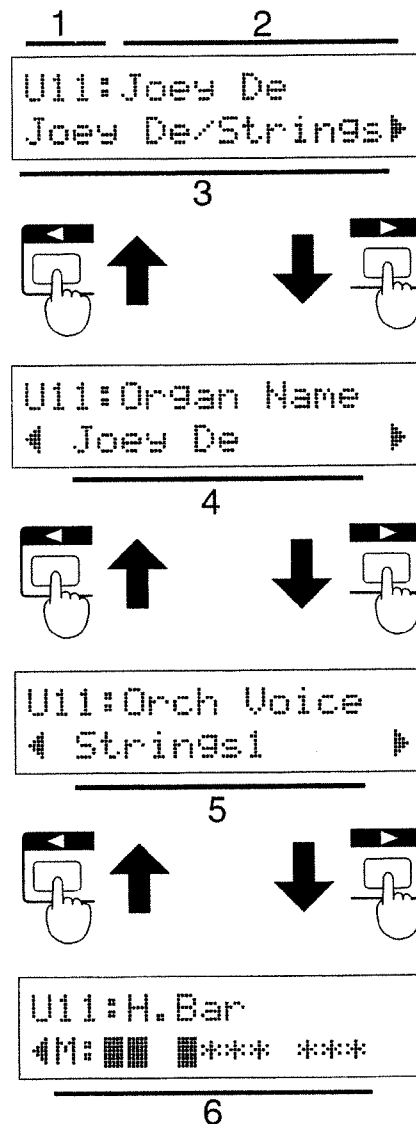 1 2
U11:Joey De
Joey De/Strings▶
3
◀ ▶
U11:Organ Name
◀ Joey De ▶
4
◀ ▶
U11:Orch Voice
◀ Strings1 ▶
5
◀ ▶
U11:H.Bar
◀M:██ █*** ***
6